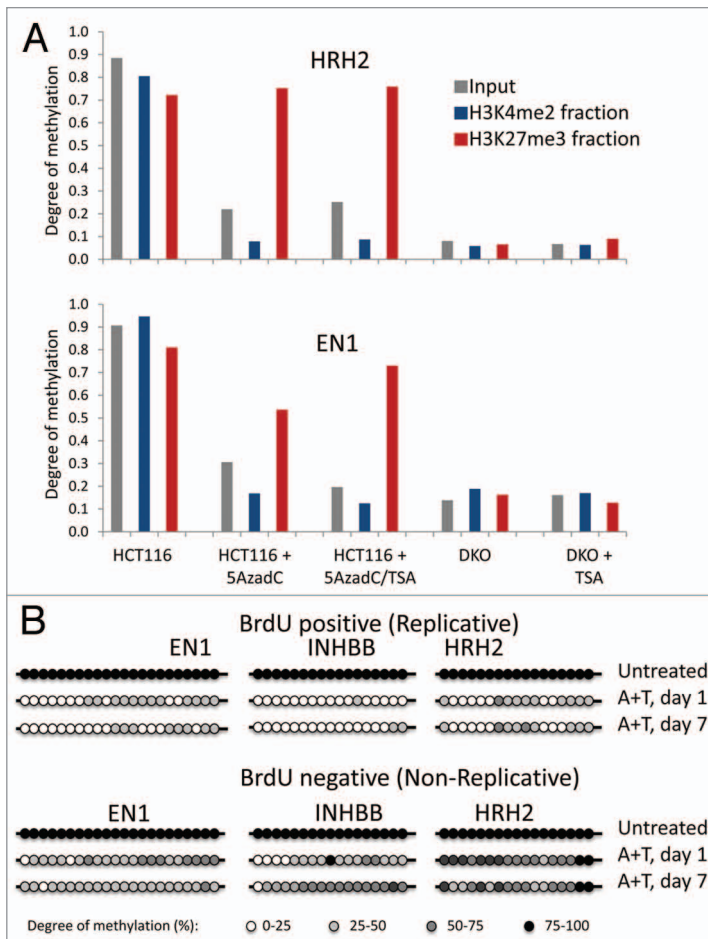 A
HRH2
Degree of methylation
1.0
0.9
0.8
0.7
0.6
0.5
0.4
0.3
0.2
0.1
0.0
Input
H3K4me2 fraction
H3K27me3 fraction
EN1
Degree of methylation
1.0
0.9
0.8
0.7
0.6
0.5
0.4
0.3
0.2
0.1
0.0
HCT116
HCT116 +
5AzadC
HCT116 +
5AzadC/TSA
DKO
DKO +
TSA
B
BrdU positive (Replicative)
EN1 INHBB HRH2
Untreated
A+T, day 1
A+T, day 7
BrdU negative (Non-Replicative)
EN1 INHBB HRH2
Untreated
A+T, day 1
A+T, day 7
Degree of methylation (%): 0-25 25-50 50-75 75-100